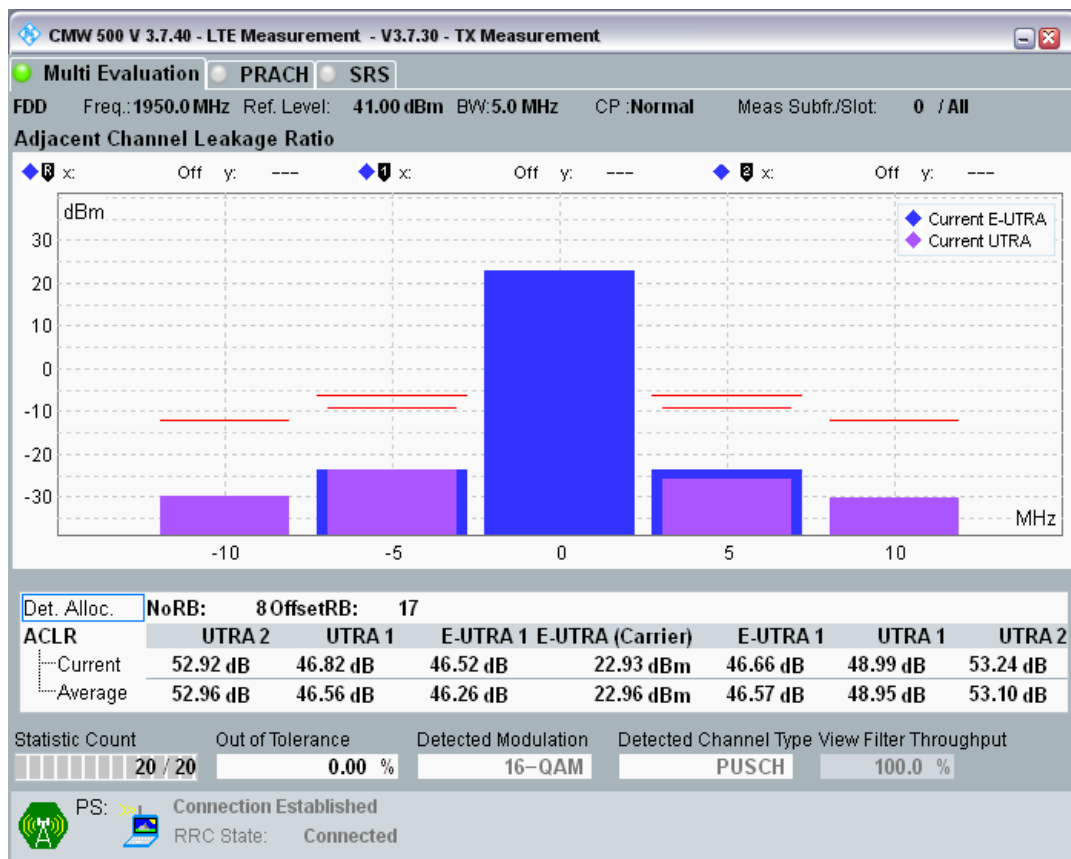 CMW 500 V 3.7.40 - LTE Measurement - V3.7.30 - TX Measurement
Multi Evaluation PRACH SRS
FDD Freq.:1950.0 MHz Ref. Level: 41.00 dBm BW:5.0 MHz CP :Normal Meas Subfr./Slot: 0 / All
Adjacent Channel Leakage Ratio
R x: Off y: --- 1 x: Off y: --- 2 x: Off y: ---
dBm
Current E-UTRA
Current UTRA
30
20
10
0
-10
-20
-30
MHz
-10 -5 0 5 10
Det. Alloc. NoRB: 8 OffsetRB: 17
ACLR UTRA 2 UTRA 1 E-UTRA 1 E-UTRA (Carrier) E-UTRA 1 UTRA 1 UTRA 2
Current 52.92 dB 46.82 dB 46.52 dB 22.93 dBm 46.66 dB 48.99 dB 53.24 dB
Average 52.96 dB 46.56 dB 46.26 dB 22.96 dBm 46.57 dB 48.95 dB 53.10 dB
Statistic Count Out of Tolerance Detected Modulation Detected Channel Type View Filter Throughput
20 / 20 0.00 % 16-QAM PUSCH 100.0 %
PS: Connection Established
RRC State: Connected